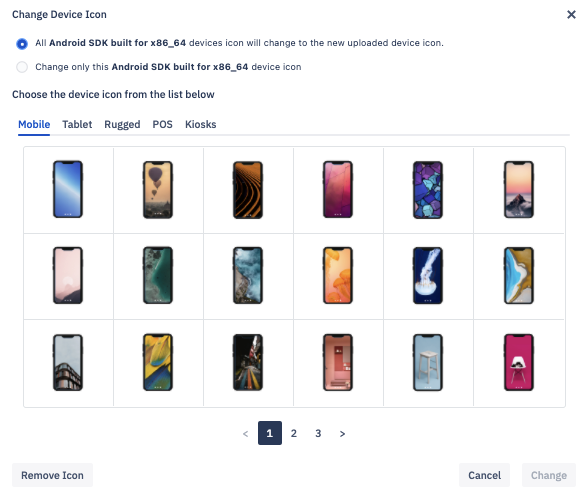 Change Device Icon
All Android SDK built for x86_64 devices icon will change to the new uploaded device icon.
Change only this Android SDK built for x86_64 device icon
Choose the device icon from the list below
Mobile Tablet Rugged POS Kiosks
< 1 2 3 >
Remove Icon Cancel Change